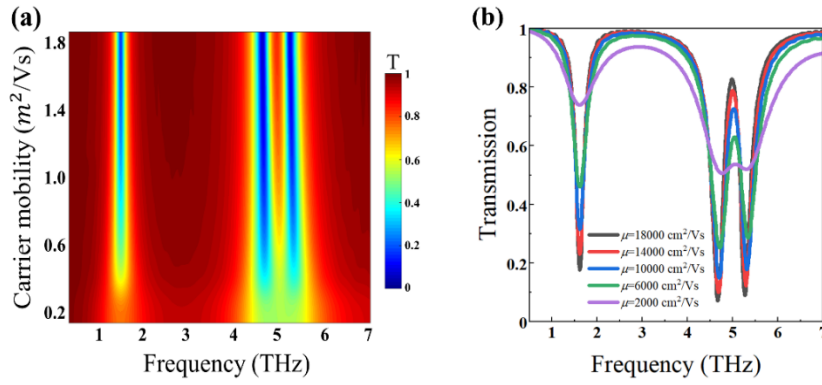 (a)
T
1.8
1.4
1.0
0.6
0.2
Carrier mobility (m²/Vs)
1 2 3 4 5 6 7
Frequency (THz)
1
0.8
0.6
0.4
0.2
0
(b)
1
0.8
0.6
0.4
0.2
0
Transmission
μ=18000 cm²/Vs
μ=14000 cm²/Vs
μ=10000 cm²/Vs
μ=6000 cm²/Vs
μ=2000 cm²/Vs
1 2 3 4 5 6 7
Frequency (THz)